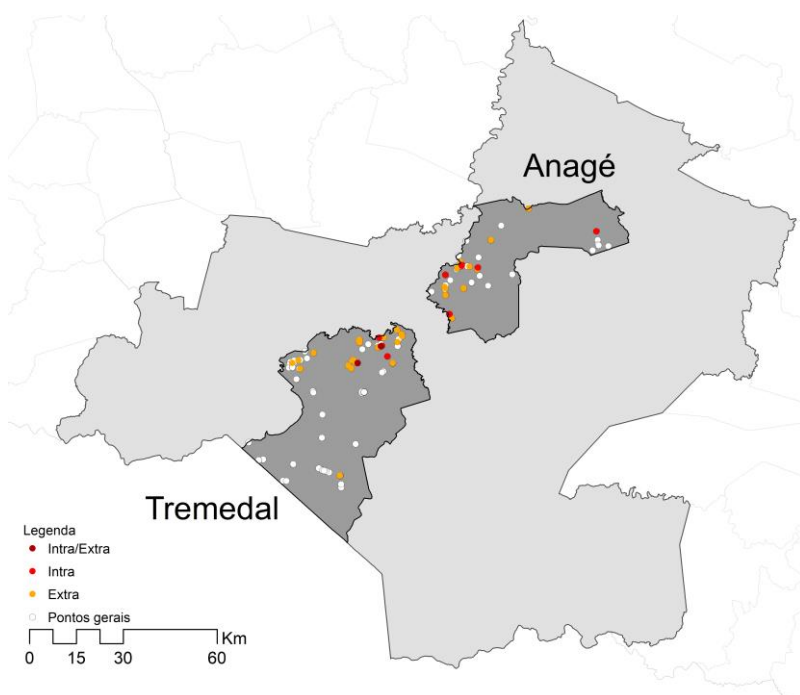 Anagé
Tremedal
Legenda
Intra/Extra
Intra
Extra
Pontos gerais
Km
0 15 30 60